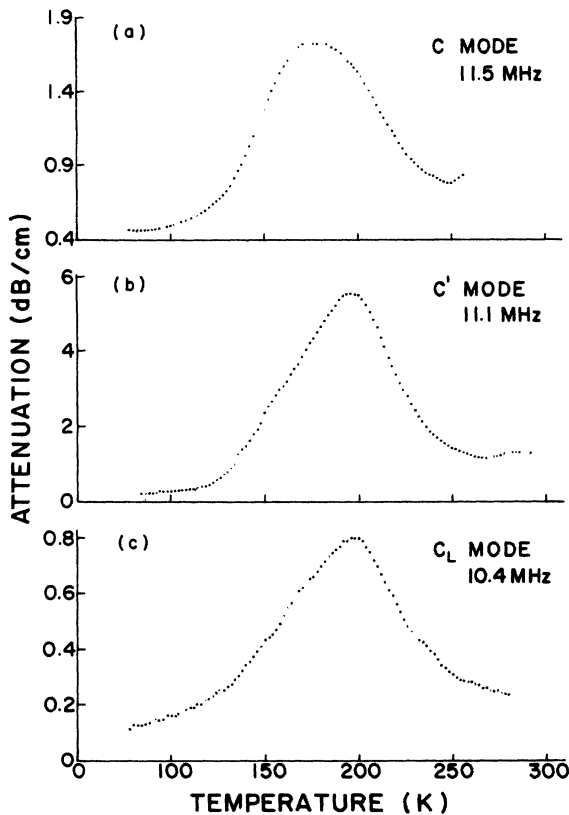 1.9
(a)
C MODE
11.5 MHz
1.4
0.9
0.4
6
(b)
C' MODE
11.1 MHz
4
2
0
ATTENUATION (dB/cm)
0.8
(c)
CL MODE
10.4 MHz
0.6
0.4
0.2
0
0 100 150 200 250 300
TEMPERATURE (K)